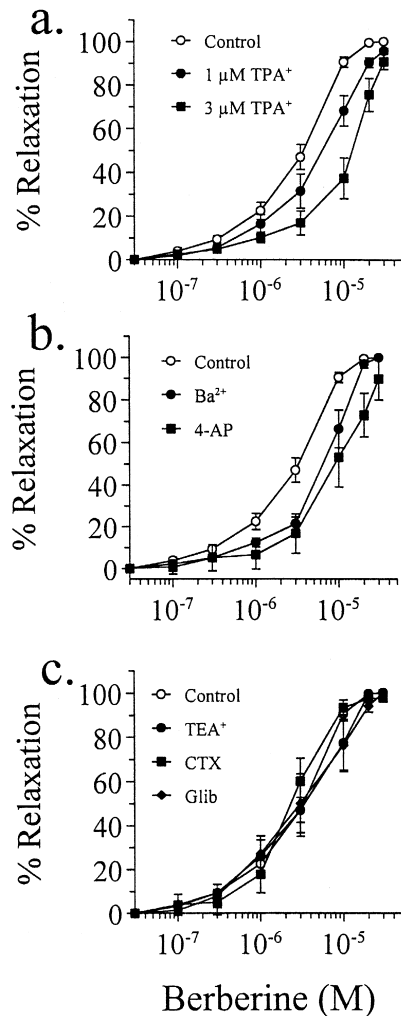 a.
% Relaxation
100
80
60
40
20
0
Control
1 μM TPA⁺
3 μM TPA⁺
10⁻⁷
10⁻⁶
10⁻⁵
b.
% Relaxation
100
80
60
40
20
0
Control
Ba²⁺
4-AP
10⁻⁷
10⁻⁶
10⁻⁵
c.
% Relaxation
100
80
60
40
20
0
Control
TEA⁺
CTX
Glib
10⁻⁷
10⁻⁶
10⁻⁵
Berberine (M)